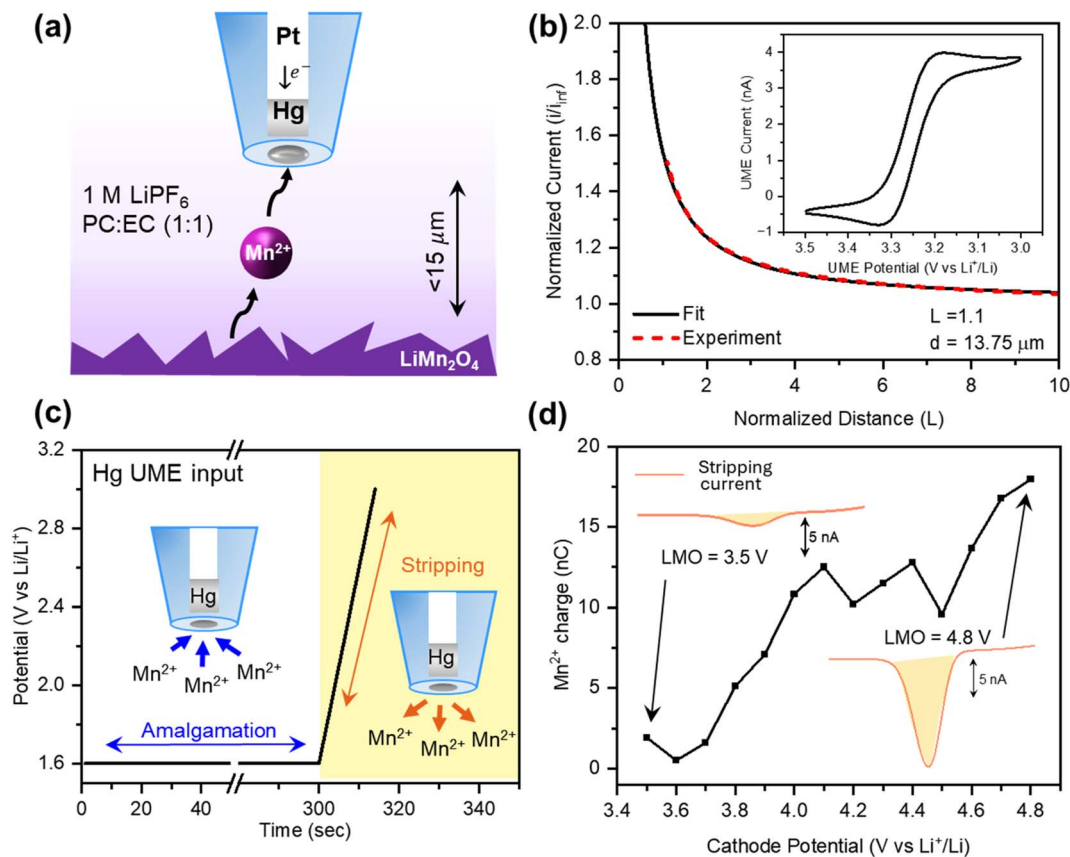 (a)
Pt
↓e⁻
Hg
1 M LiPF₆
PC:EC (1:1)
Mn²⁺
<15 μm
LiMn₂O₄
(b)
Normalized Current (i/i_inf)
2.0
1.8
1.6
1.4
1.2
1.0
0.8
UME Current (nA)
4
3
2
1
0
−1
3.5
3.4
3.3
3.2
3.1
3.0
UME Potential (V vs Li⁺/Li)
Fit
Experiment
L =1.1
d = 13.75 μm
0
2
4
6
8
10
Normalized Distance (L)
(c)
Potential (V vs Li/Li⁺)
3.2
2.8
2.4
2.0
1.6
Hg UME input
Hg
Mn²⁺
Mn²⁺
Mn²⁺
Amalgamation
Stripping
Hg
Mn²⁺
Mn²⁺
Mn²⁺
0
20
40
300
320
340
Time (sec)
(d)
Mn²⁺ charge (nC)
20
15
10
5
0
Stripping
current
5 nA
LMO = 3.5 V
LMO = 4.8 V
5 nA
3.4
3.6
3.8
4.0
4.2
4.4
4.6
4.8
Cathode Potential (V vs Li⁺/Li)